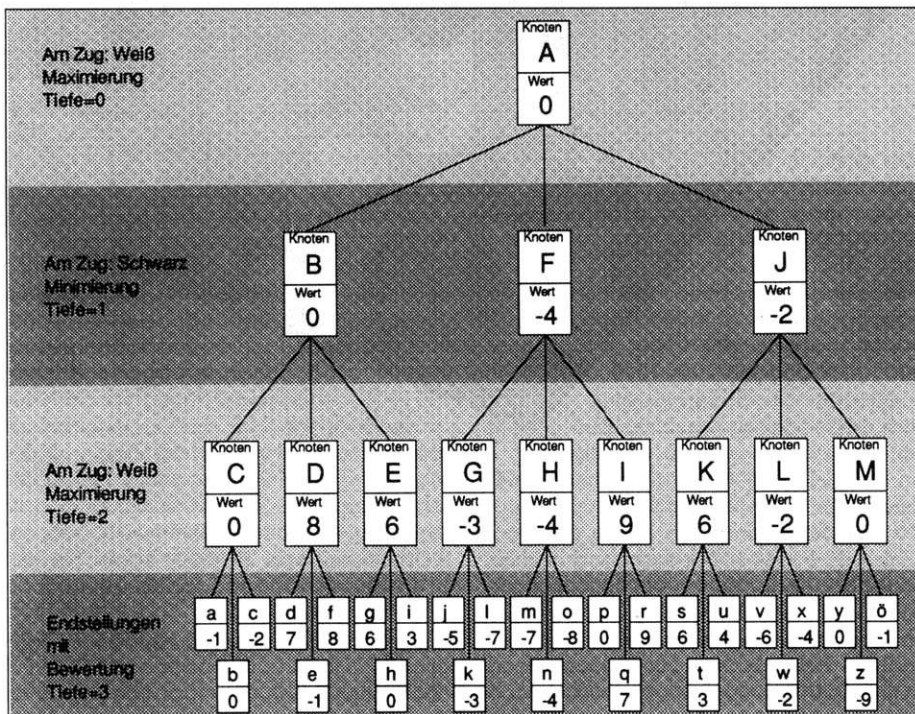 Am Zug: Weiß
Maximierung
Tiefe=0
Knoten
A
Wert
0
Am Zug: Schwarz
Minimierung
Tiefe=1
Knoten Knoten Knoten
B F J
Wert Wert Wert
0 -4 -2
Am Zug: Weiß
Maximierung
Tiefe=2
Knoten Knoten Knoten Knoten Knoten Knoten Knoten Knoten Knoten
C D E G H I K L M
Wert Wert Wert Wert Wert Wert Wert Wert Wert
0 8 6 -3 -4 9 6 -2 0
Endstellungen
mit
Bewertung
Tiefe=3
a c d f g i j l m o p r s u v x y ö
-1 -2 7 8 6 3 -5 -7 -7 -8 0 9 6 4 -6 -4 0 -1
b e h k n q t w z
0 -1 0 -3 -4 7 3 -2 -9